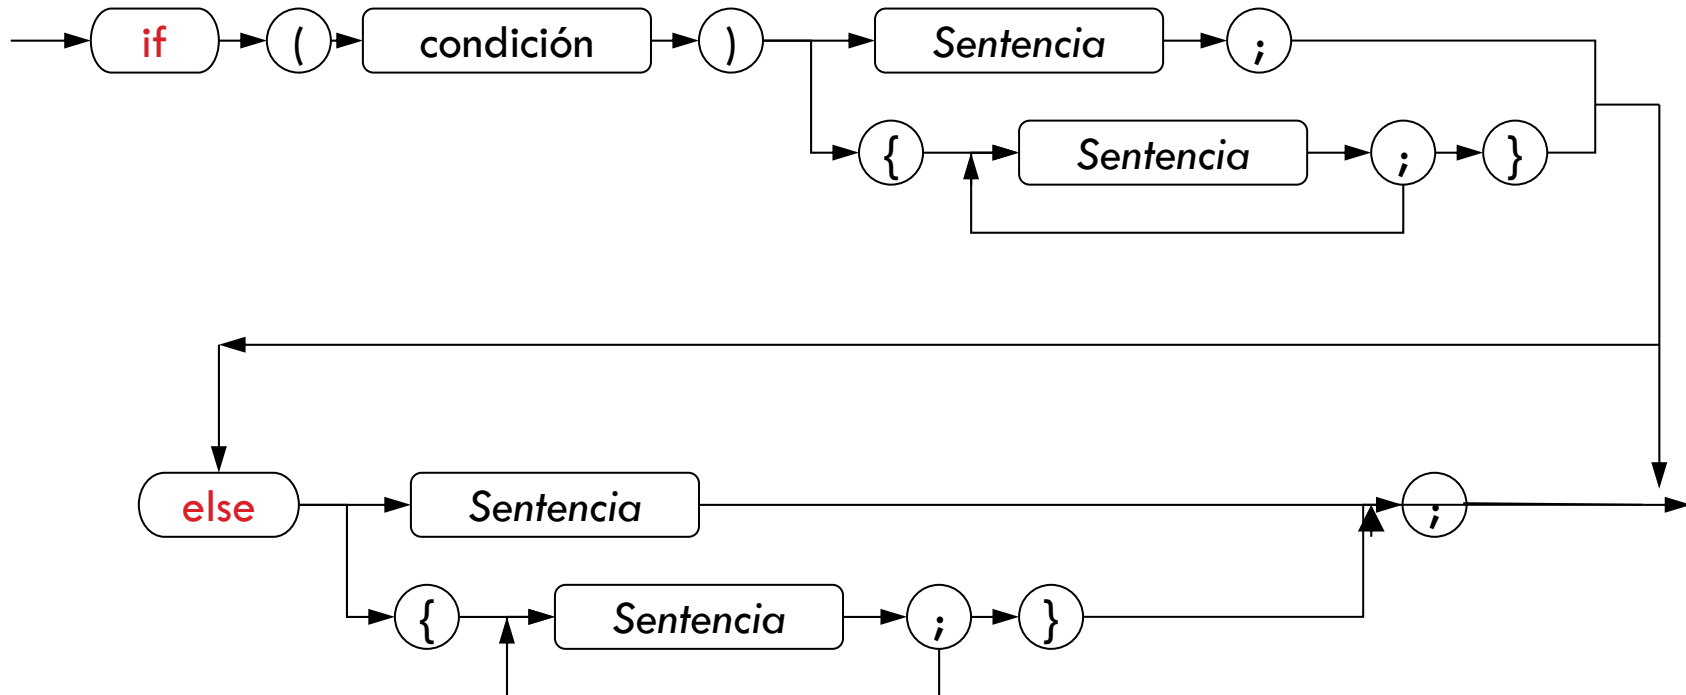 if ( condición ) Sentencia ;
{ Sentencia ; }
else Sentencia ;
{ Sentencia ; }